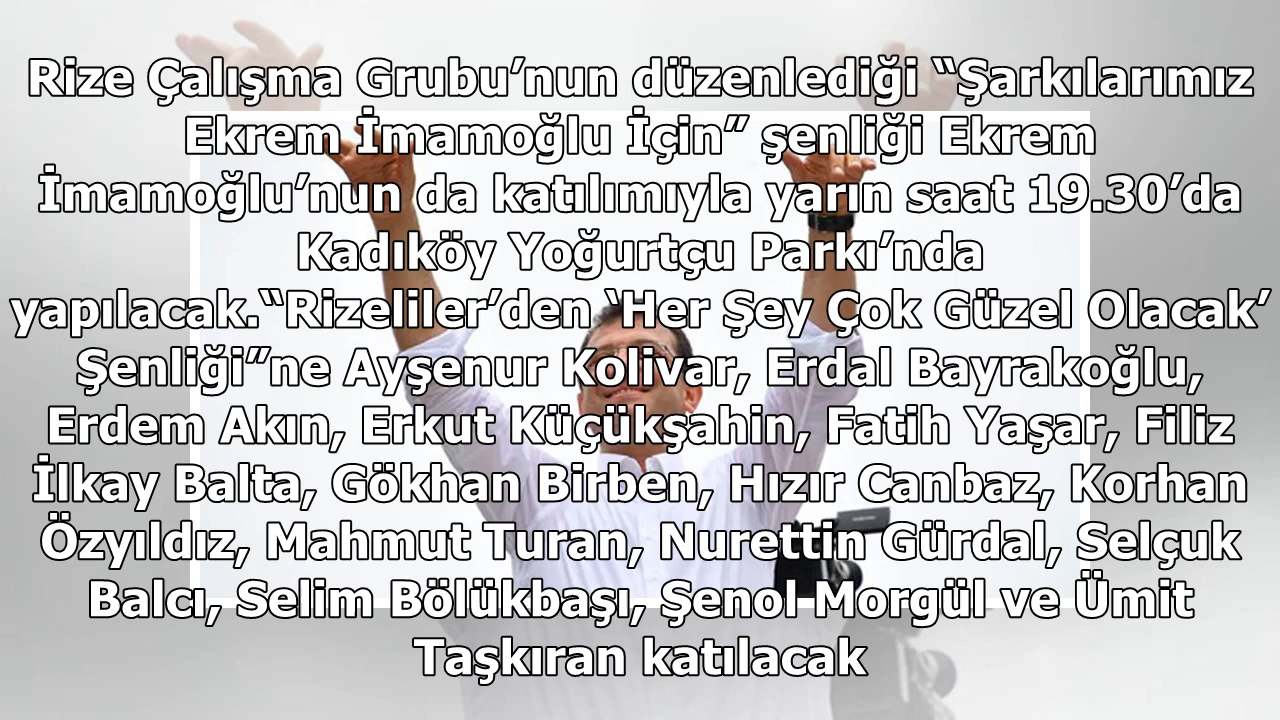 Rize Çalışma Grubu’nun düzenlediği “Şarkılarımız
Ekrem İmamoğlu İçin” şenliği Ekrem
İmamoğlu’nun da katılımıyla yarın saat 19.30’da
Kadıköy Yoğurtçu Parkı’nda
yapılacak.“Rizeliler’den ‘Her Şey Çok Güzel Olacak’
Şenliği”ne Ayşenur Kolivar, Erdal Bayrakoğlu,
Erdem Akın, Erkut Küçükşahin, Fatih Yaşar, Filiz
İlkay Balta, Gökhan Birben, Hızır Canbaz, Korhan
Özyıldız, Mahmut Turan, Nurettin Gürdal, Selçuk
Balcı, Selim Bölükbaşı, Şenol Morgül ve Ümit
Taşkıran katılacak